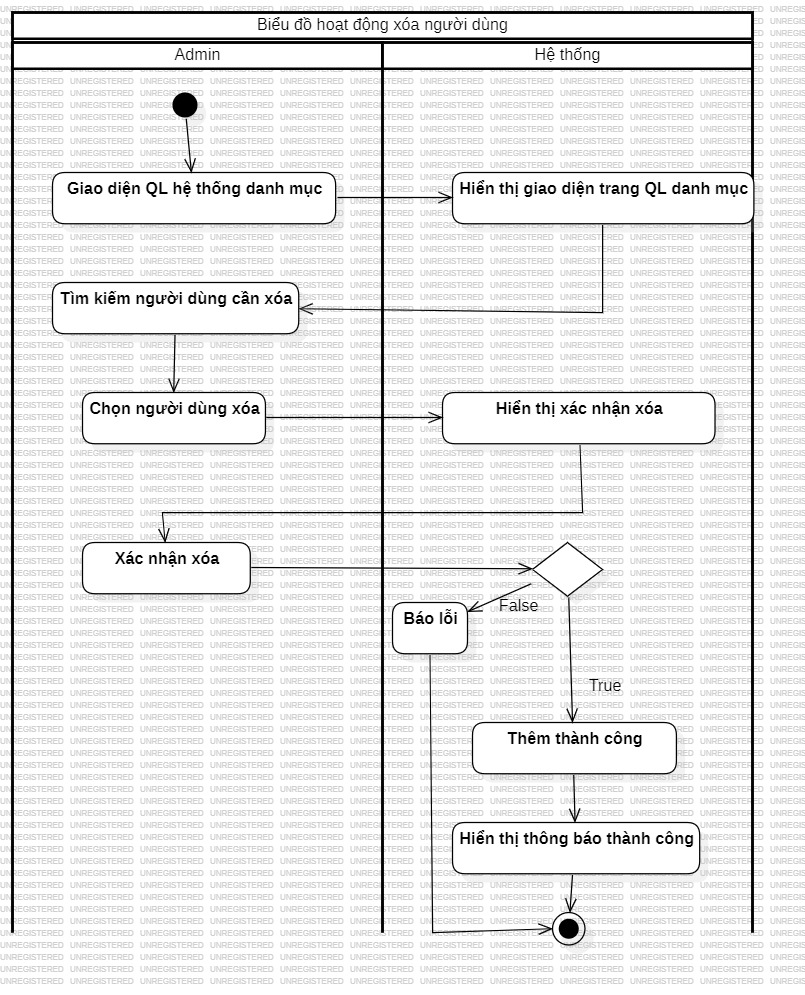 Biểu đồ hoạt động xóa người dùng
Admin
Hệ thống
Giao diện QL hệ thống danh mục
Hiển thị giao diện trang QL danh mục
Tìm kiếm người dùng cần xóa
Chọn người dùng xóa
Hiển thị xác nhận xóa
Xác nhận xóa
False
Báo lỗi
True
Thêm thành công
Hiển thị thông báo thành công
UNREGISTERED